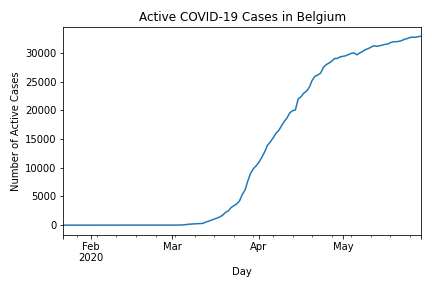 Active COVID-19 Cases in Belgium
Number of Active Cases
30000
25000
20000
15000
10000
5000
0
Feb
2020
Mar
Apr
May
Day